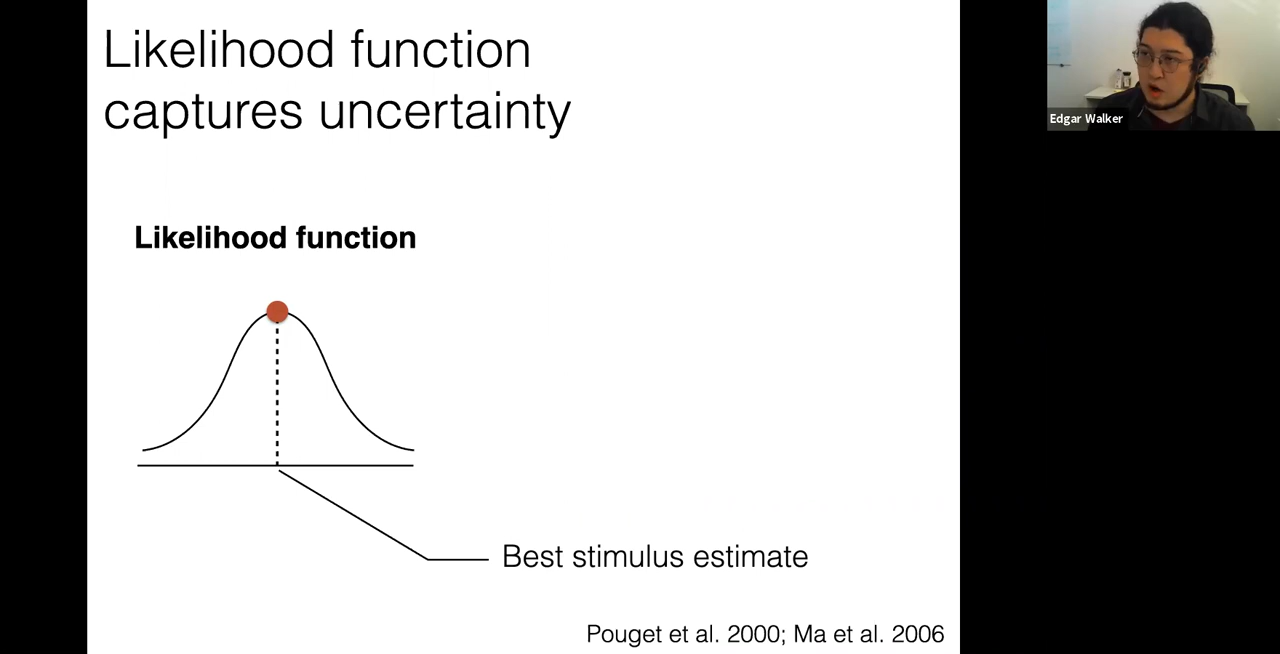 Likelihood function
captures uncertainty
Likelihood function
Best stimulus estimate
Pouget et al. 2000; Ma et al. 2006
Edgar Walker